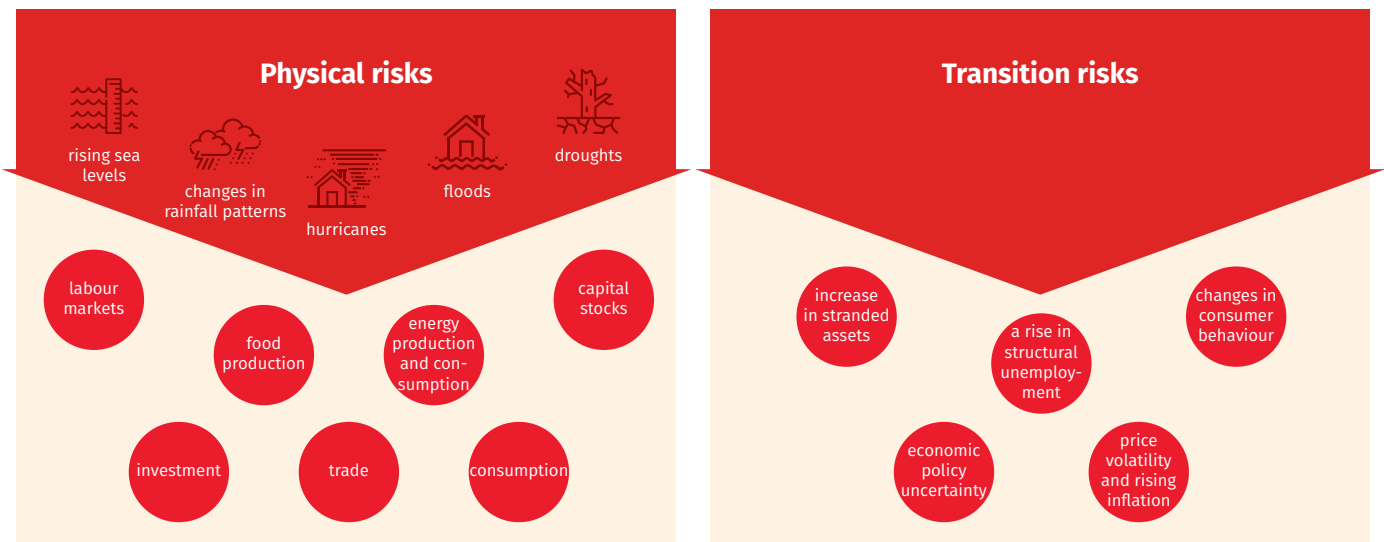 Physical risks
rising sea
levels
changes in
rainfall patterns
hurricanes
floods
droughts
labour
markets
food
production
energy
production
and con-
sumption
capital
stocks
investment
trade
consumption
Transition risks
increase
in stranded
assets
a rise in
structural
unemploy-
ment
changes in
consumer
behaviour
economic
policy
uncertainty
price
volatility
and rising
inflation